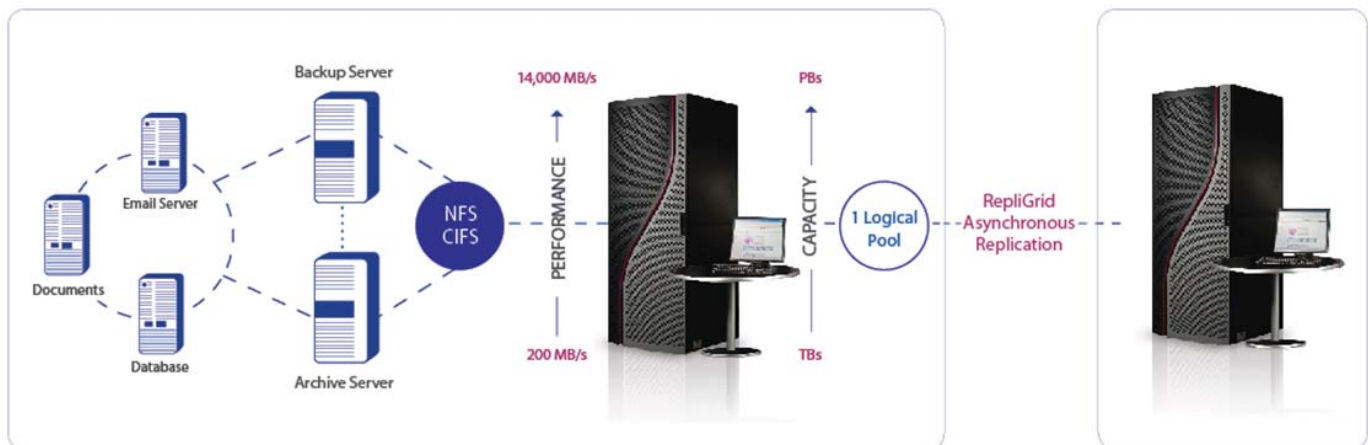 Backup Server
Email Server
Documents
Database
Archive Server
NFS
CIFS
14,000 MB/s
PERFORMANCE
200 MB/s
PBs
CAPACITY
TBs
1 Logical
Pool
RepliGrid
Asynchronous
Replication